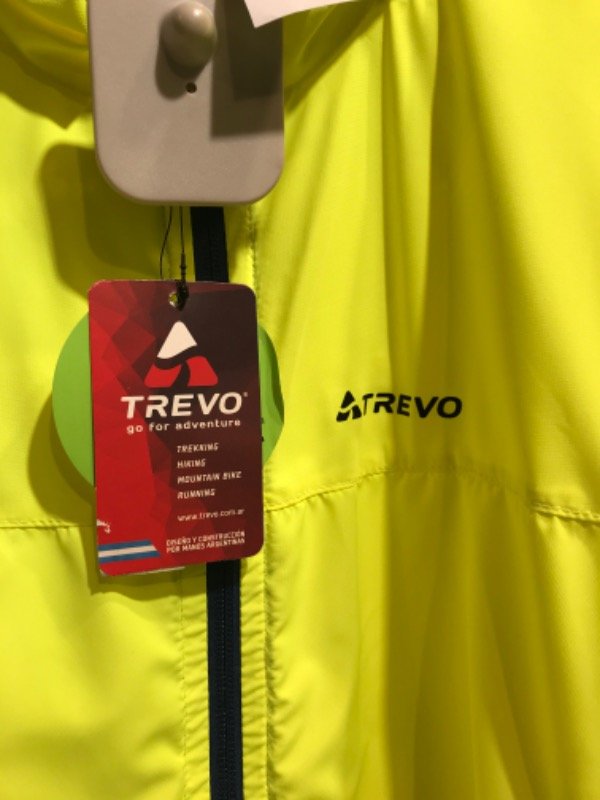 TREVO®
go for adventure
TREKKING
HIKING
MOUNTAIN BIKE
RUNNING
www.trevo.com.ar
DISEÑO Y CONSTRUCCIÓN
POR MANOS ARGENTINAS
TREVO